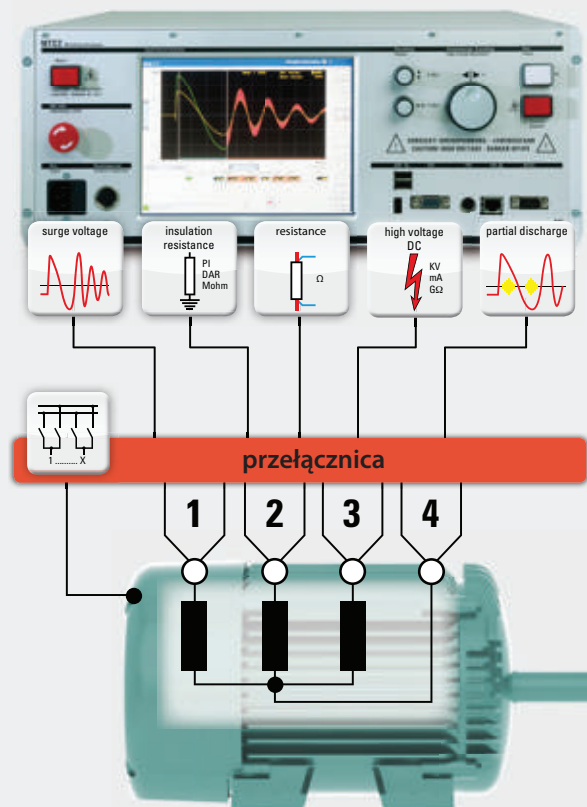 MTC2
surge voltage
insulation
resistance
PI
DAR
Mohm
resistance
Ω
high voltage
DC
KV
mA
GΩ
partial discharge
1 .......... X
przełącznica
1
2
3
4